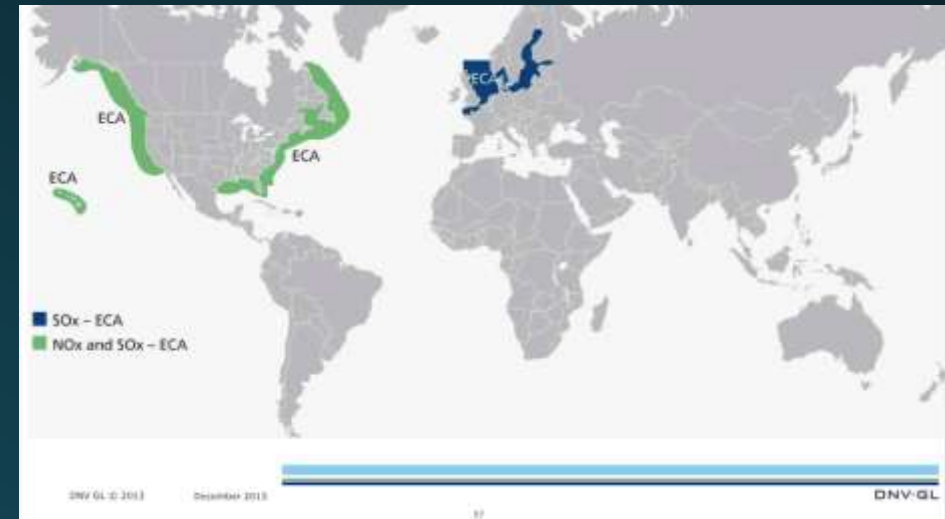 ECA
ECA
ECA
ECA
SOx – ECA
NOx and SOx – ECA
DNV GL © 2013
December 2013
DNV·GL